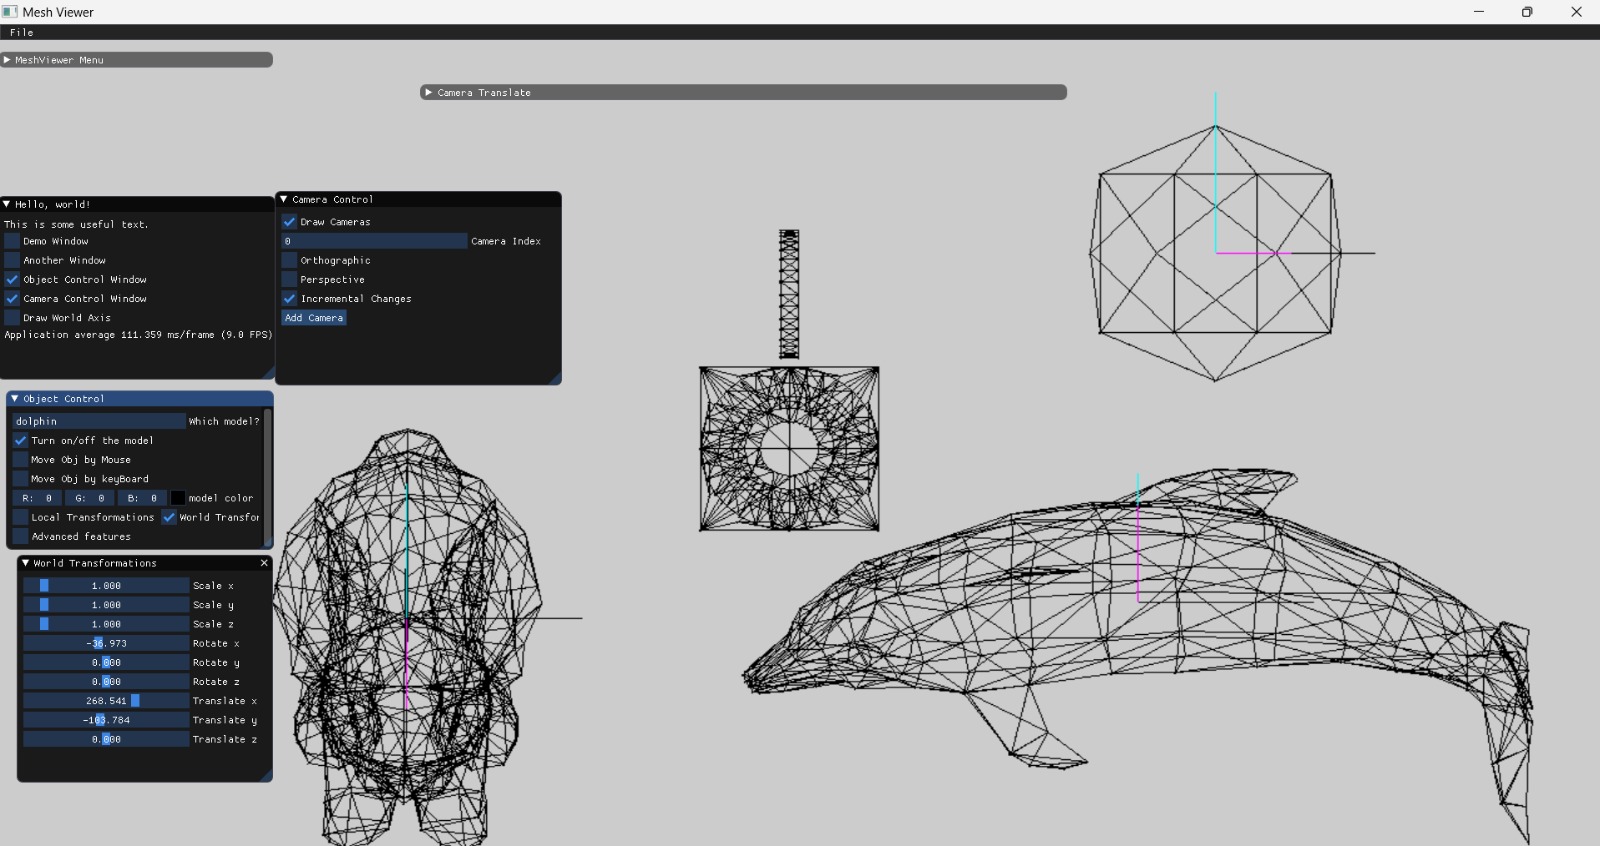 Mesh Viewer
File
MeshViewer Menu
Camera Translate
Hello, world!
This is some useful text.
Demo Window
Another Window
Object Control Window
Camera Control Window
Draw World Axis
Application average 111.359 ms/frame (9.0 FPS)
Camera Control
Draw Cameras
0 Camera Index
Orthographic
Perspective
Incremental Changes
Add Camera
Object Control
dolphin Which model?
Turn on/off the model
Move Obj by Mouse
Move Obj by keyBoard
R: 0 G: 0 B: 0 model color
Local Transformations World Transfor
Advanced features
World Transformations
1.000 Scale x
1.000 Scale y
1.000 Scale z
-36.973 Rotate x
0.000 Rotate y
0.000 Rotate z
268.541 Translate x
-103.784 Translate y
0.000 Translate z